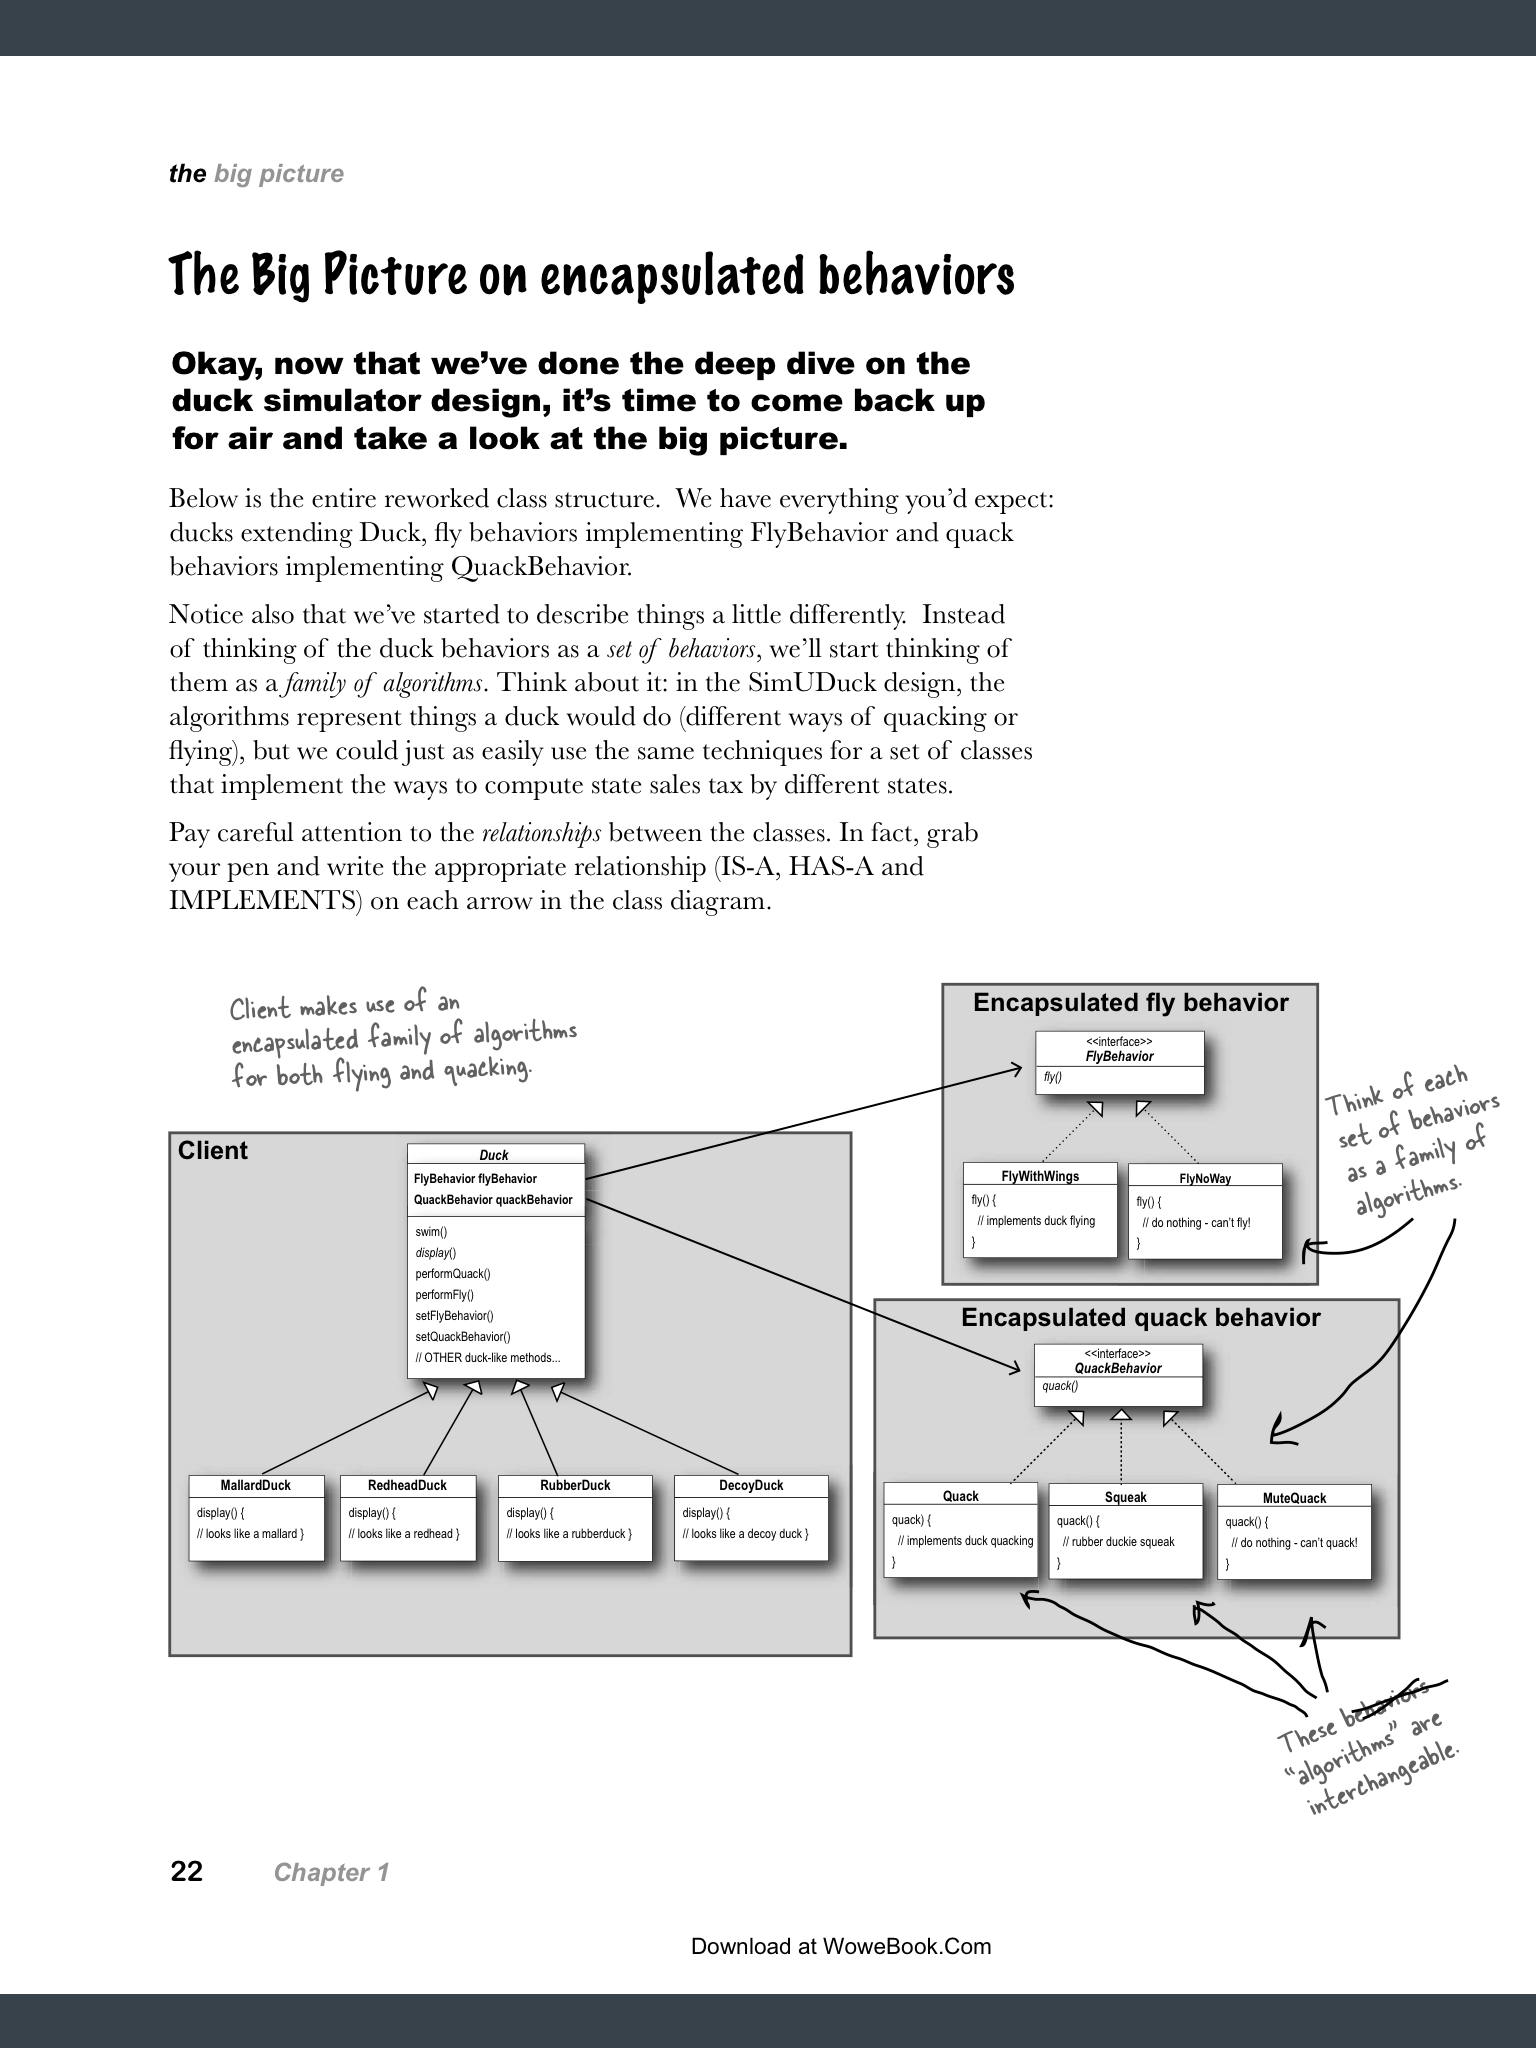 the big picture
The Big Picture on encapsulated behaviors
Okay, now that we’ve done the deep dive on the
duck simulator design, it’s time to come back up
for air and take a look at the big picture.
Below is the entire reworked class structure.  We have everything you’d expect:
ducks extending Duck, fly behaviors implementing FlyBehavior and quack
behaviors implementing QuackBehavior.
Notice also that we’ve started to describe things a little differently.  Instead
of thinking of the duck behaviors as a set of behaviors, we’ll start thinking of
them as a family of algorithms. Think about it: in the SimUDuck design, the
algorithms represent things a duck would do (different ways of quacking or
flying), but we could just as easily use the same techniques for a set of classes
that implement the ways to compute state sales tax by different states.
Pay careful attention to the relationships between the classes. In fact, grab
your pen and write the appropriate relationship (IS-A, HAS-A and
IMPLEMENTS) on each arrow in the class diagram.
Client makes use of an
encapsulated family of algorithms
for both flying and quacking.
Client
Duck
FlyBehavior flyBehavior
QuackBehavior quackBehavior
swim()
display()
performQuack()
performFly()
setFlyBehavior()
setQuackBehavior()
// OTHER duck-like methods...
MallardDuck
display() {
// looks like a mallard }
RedheadDuck
display() {
// looks like a redhead }
RubberDuck
display() {
// looks like a rubberduck }
DecoyDuck
display() {
// looks like a decoy duck }
Encapsulated fly behavior
<<interface>>
FlyBehavior
fly()
FlyWithWings
fly() {
// implements duck flying
}
FlyNoWay
fly() {
// do nothing - can’t fly!
}
Think of each
set of behaviors
as a family of
algorithms.
Encapsulated quack behavior
<<interface>>
QuackBehavior
quack()
Quack
quack) {
// implements duck quacking
}
Squeak
quack() {
// rubber duckie squeak
}
MuteQuack
quack() {
// do nothing - can’t quack!
}
These behaviors
“algorithms” are
interchangeable.
22
Chapter 1
Download at WoweBook.Com